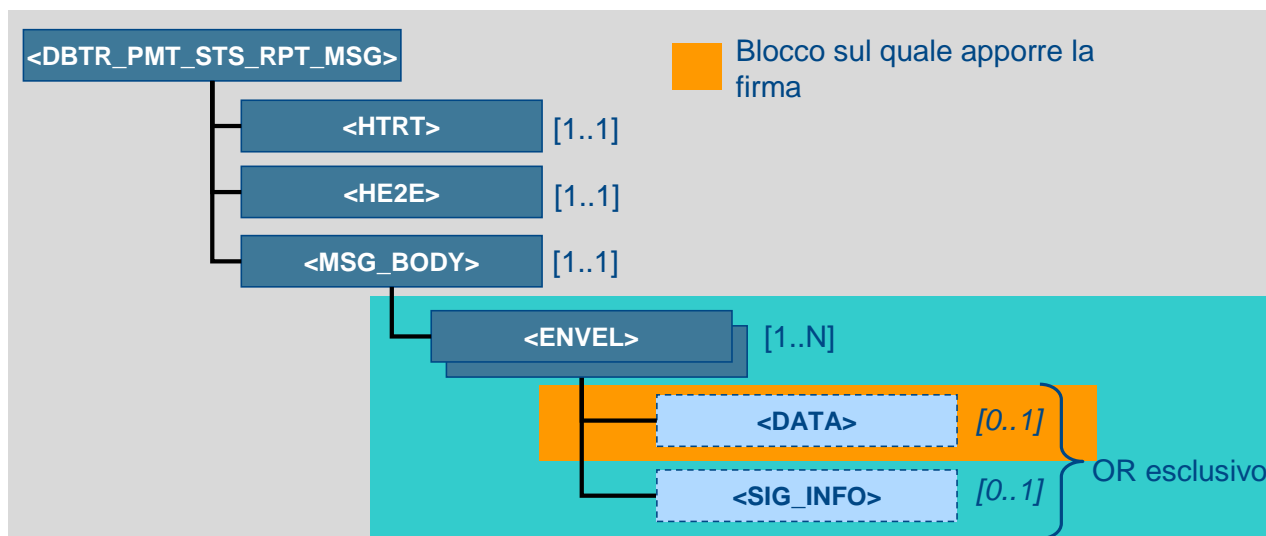 <DBTR_PMT_STS_RPT_MSG>
Blocco sul quale apporre la
firma
<HTRT> [1..1]
<HE2E> [1..1]
<MSG_BODY> [1..1]
<ENVEL> [1..N]
<DATA> [0..1]
OR esclusivo
<SIG_INFO> [0..1]